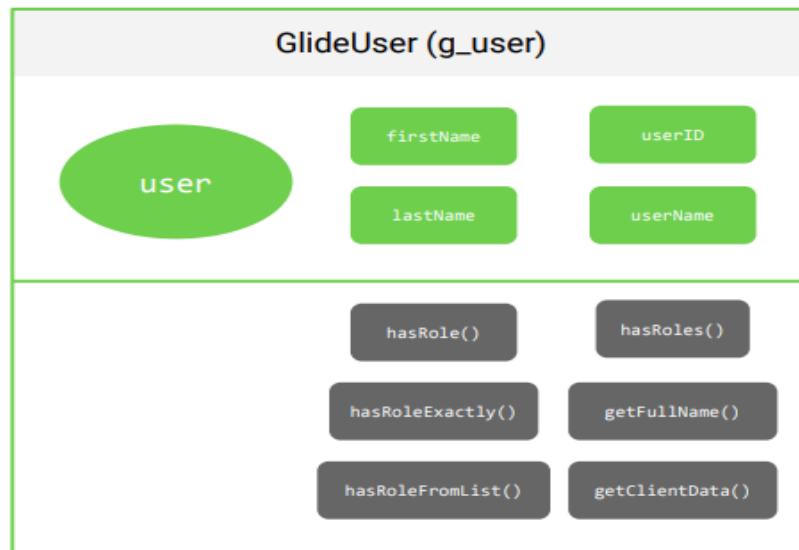 GlideUser (g_user)
user
firstName
userID
lastName
userName
hasRole()
hasRoles()
hasRoleExactly()
getFullName()
hasRoleFromList()
getClientData()